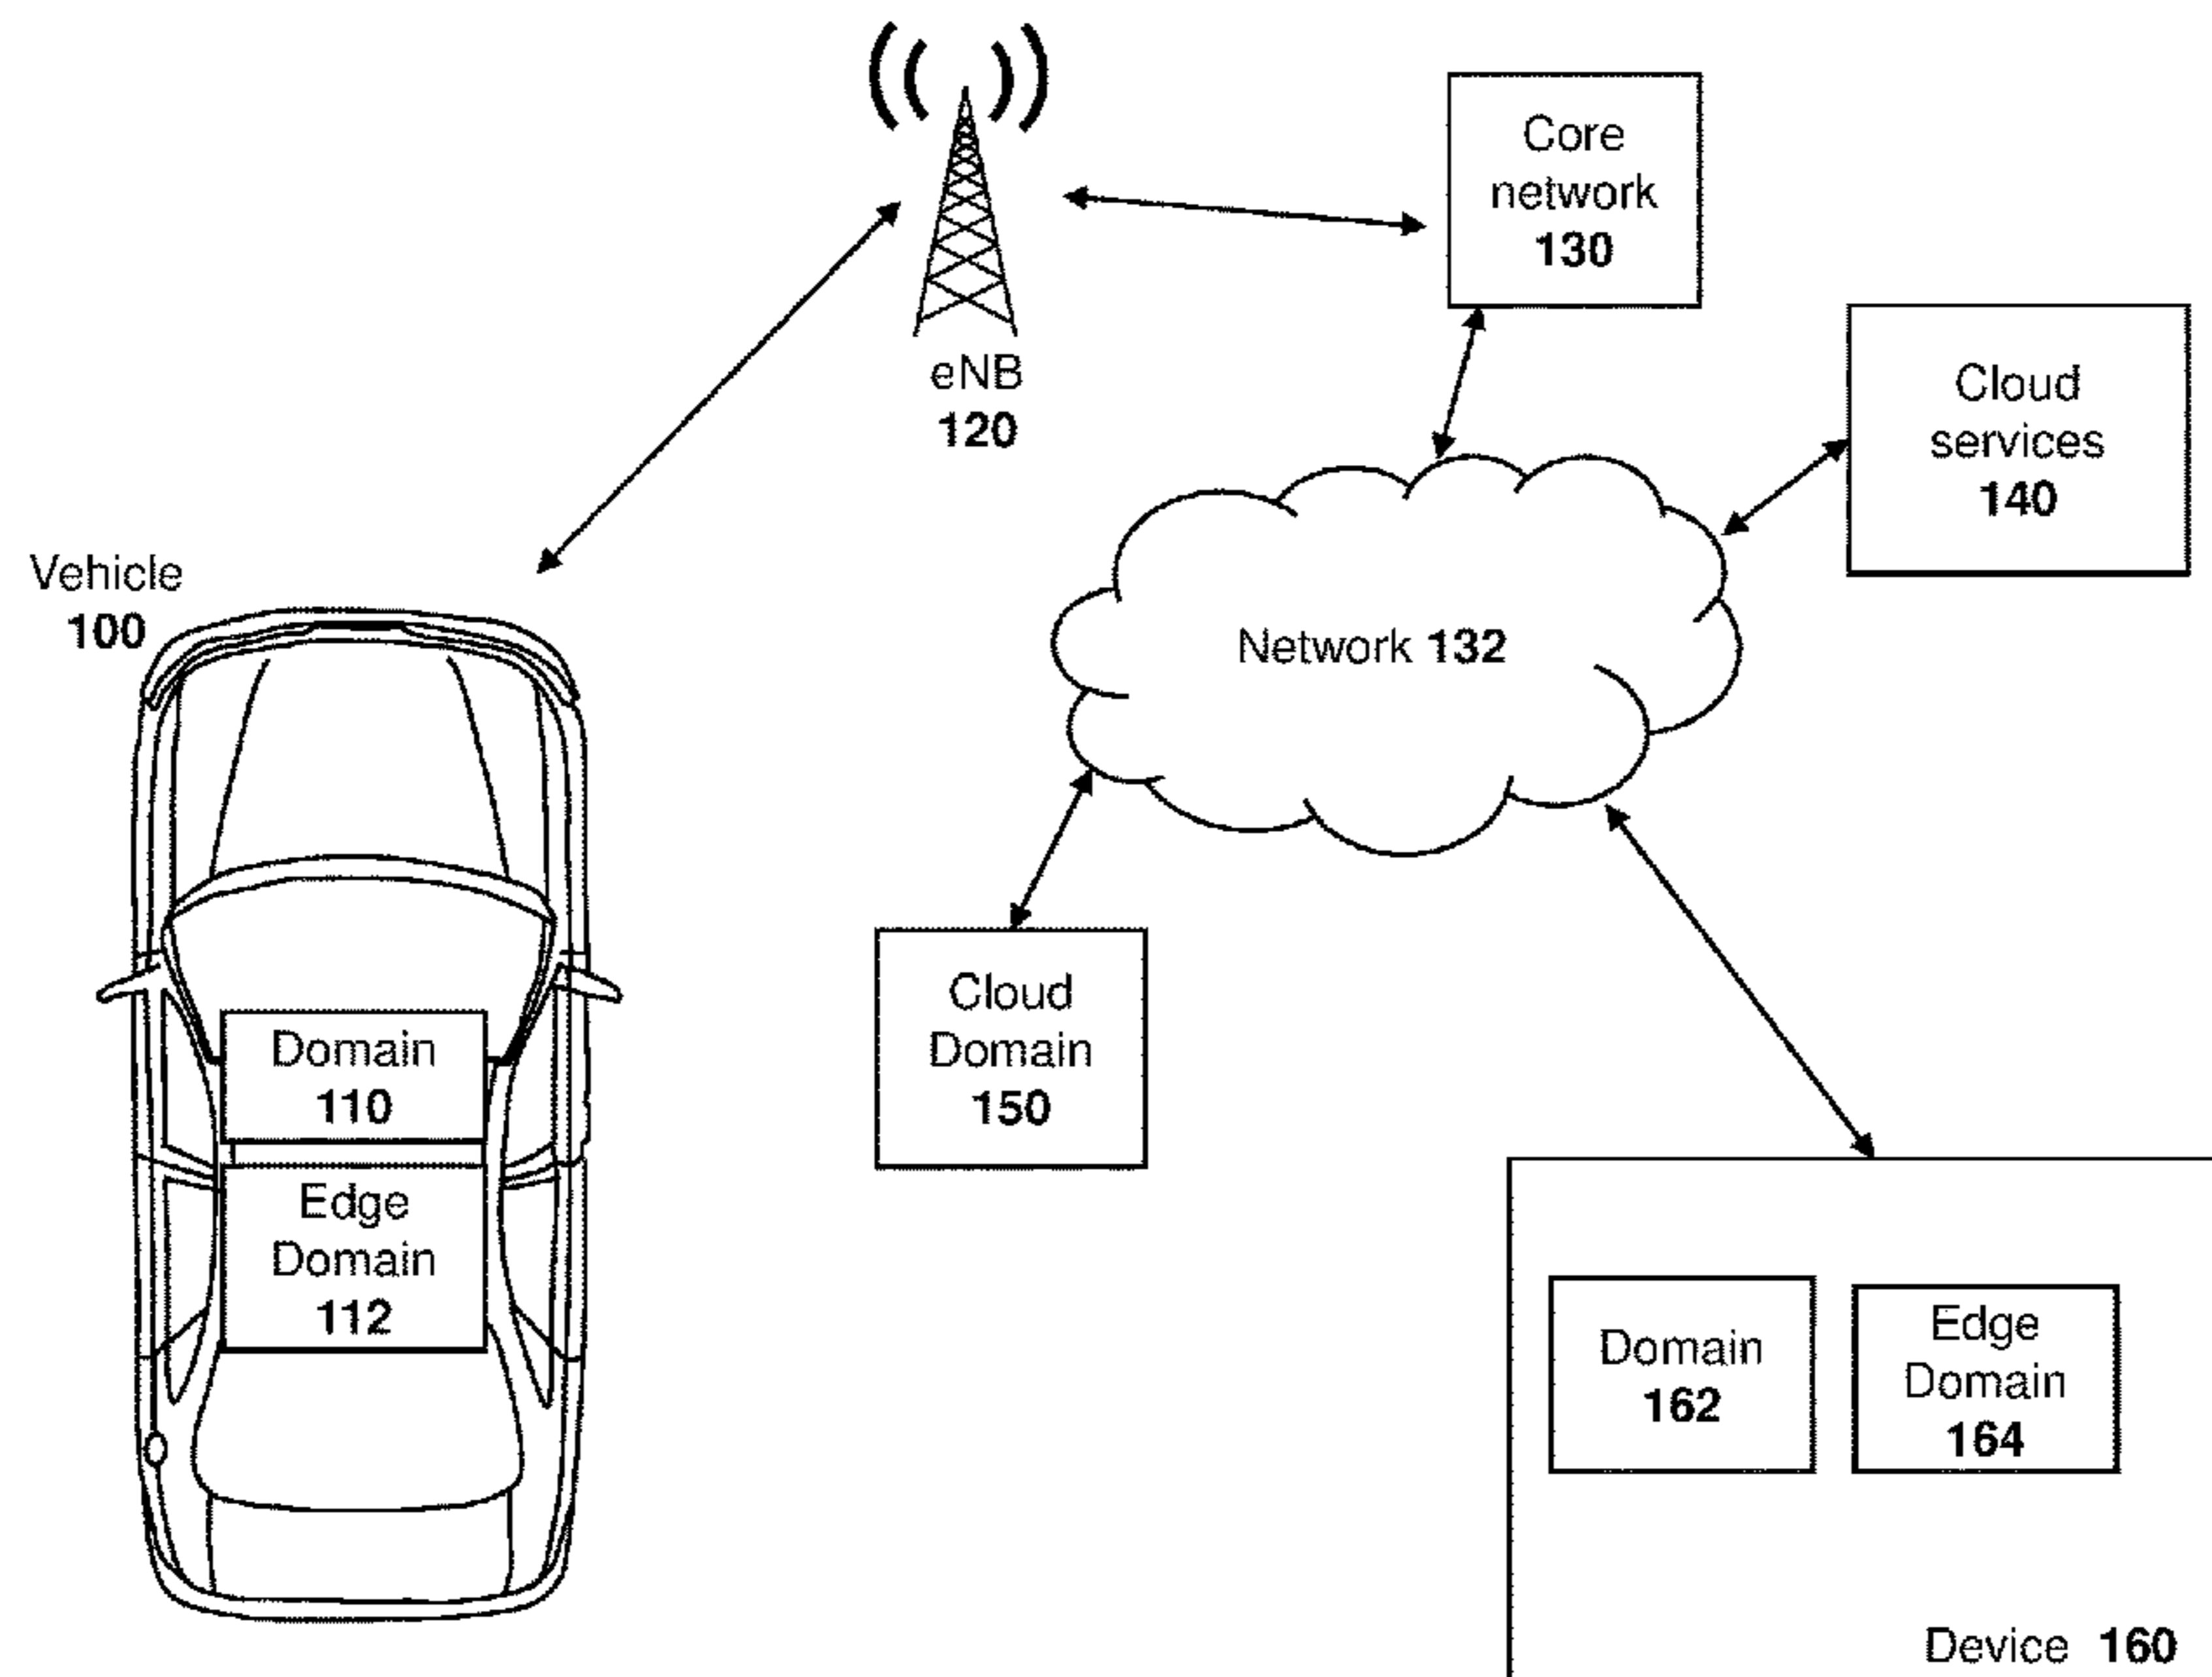 Core
network
130
eNB
120
Cloud
services
140
Vehicle
100
Network 132
Cloud
Domain
150
Domain
110
Edge
Domain
112
Domain
162
Edge
Domain
164
Device 160